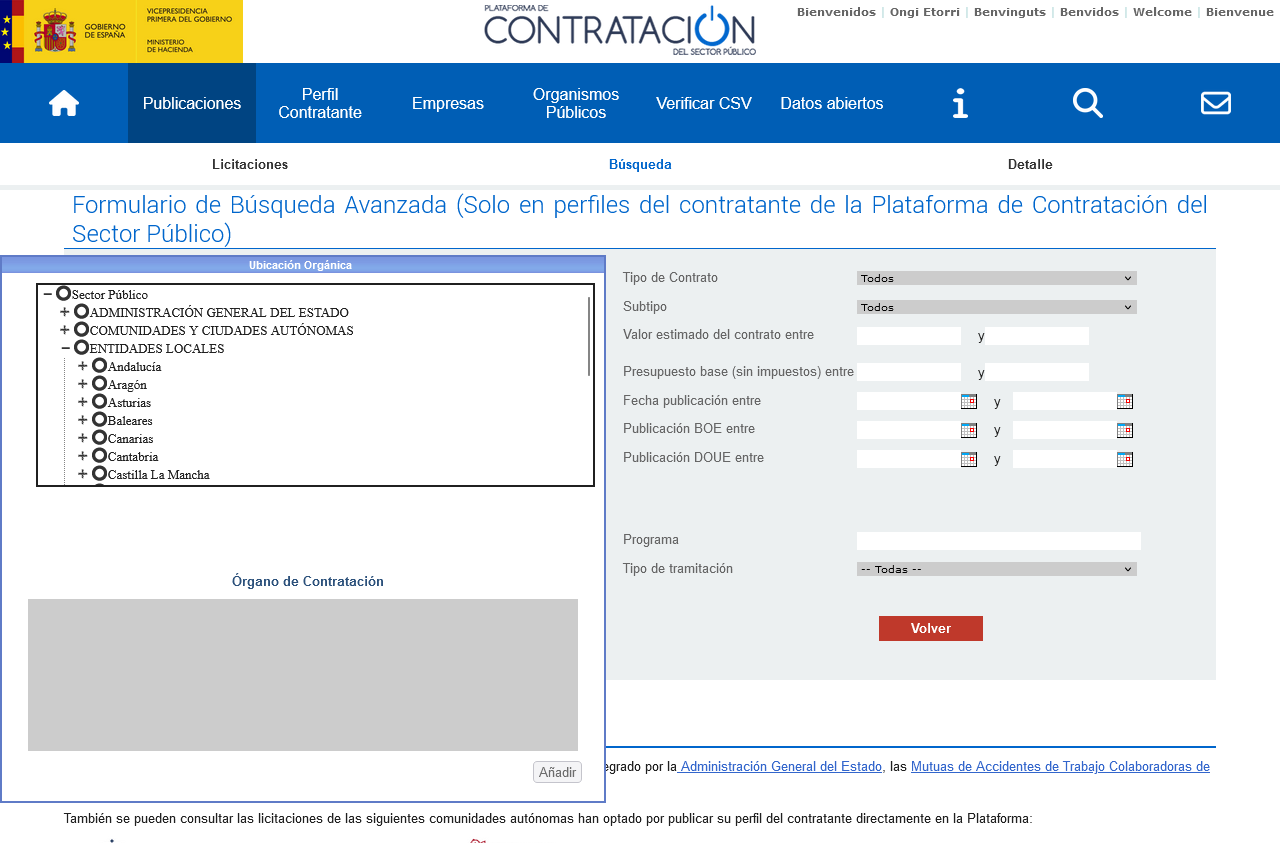 GOBIERNO
DE ESPAÑA
VICEPRESIDENCIA
PRIMERA DEL GOBIERNO
MINISTERIO
DE HACIENDA
PLATAFORMA DE
CONTRATACIÓN
DEL SECTOR PÚBLICO
Bienvenidos | Ongi Etorri | Benvinguts | Benvidos | Welcome | Bienvenue
Publicaciones
Perfil
Contratante
Empresas
Organismos
Públicos
Verificar CSV
Datos abiertos
Licitaciones
Búsqueda
Detalle
Formulario de Búsqueda Avanzada (Solo en perfiles del contratante de la Plataforma de Contratación del
Sector Público)
Ubicación Orgánica
Sector Público
ADMINISTRACIÓN GENERAL DEL ESTADO
COMUNIDADES Y CIUDADES AUTÓNOMAS
ENTIDADES LOCALES
Andalucía
Aragón
Asturias
Baleares
Canarias
Cantabria
Castilla La Mancha
Órgano de Contratación
Añadir
Tipo de Contrato Todos
Subtipo Todos
Valor estimado del contrato entre y
Presupuesto base (sin impuestos) entre y
Fecha publicación entre y
Publicación BOE entre y
Publicación DOUE entre y
Programa
Tipo de tramitación -- Todas --
Volver
egrado por la Administración General del Estado, las Mutuas de Accidentes de Trabajo Colaboradoras de
También se pueden consultar las licitaciones de las siguientes comunidades autónomas han optado por publicar su perfil del contratante directamente en la Plataforma: